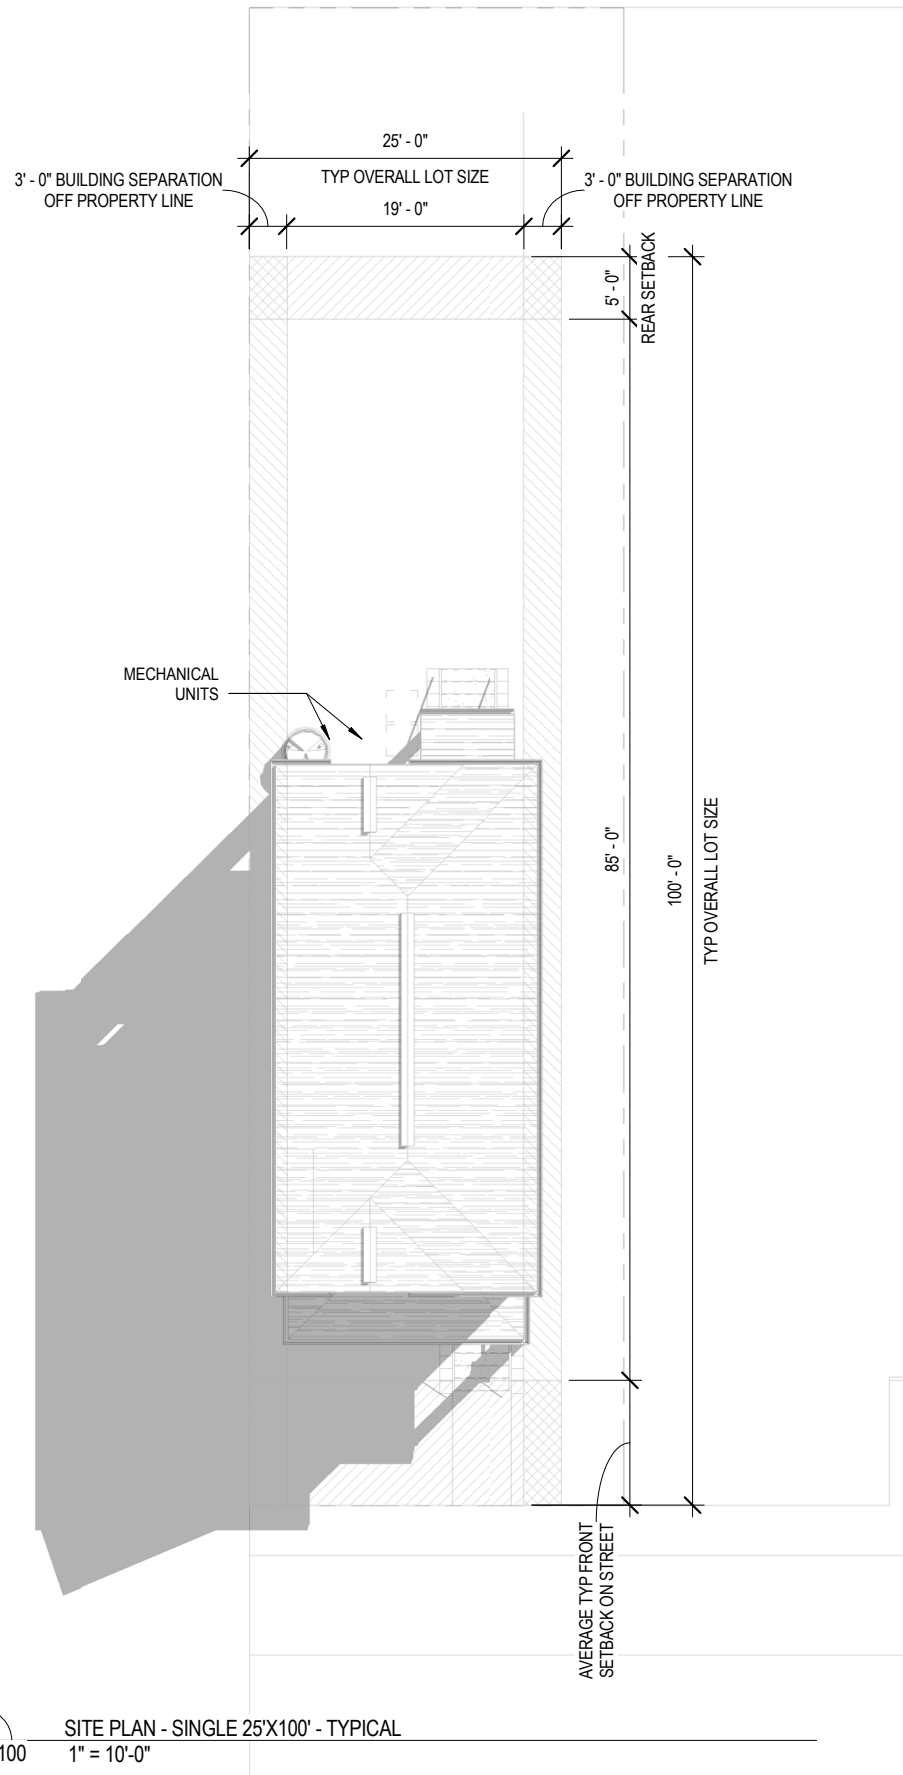 25' - 0"
TYP OVERALL LOT SIZE
3' - 0" BUILDING SEPARATION
OFF PROPERTY LINE
19' - 0"
3' - 0" BUILDING SEPARATION
OFF PROPERTY LINE
5' - 0"
REAR SETBACK
MECHANICAL
UNITS
85' - 0"
100' - 0"
TYP OVERALL LOT SIZE
AVERAGE TYP FRONT
SETBACK ON STREET
SITE PLAN - SINGLE 25'X100' - TYPICAL
100
1" = 10'-0"